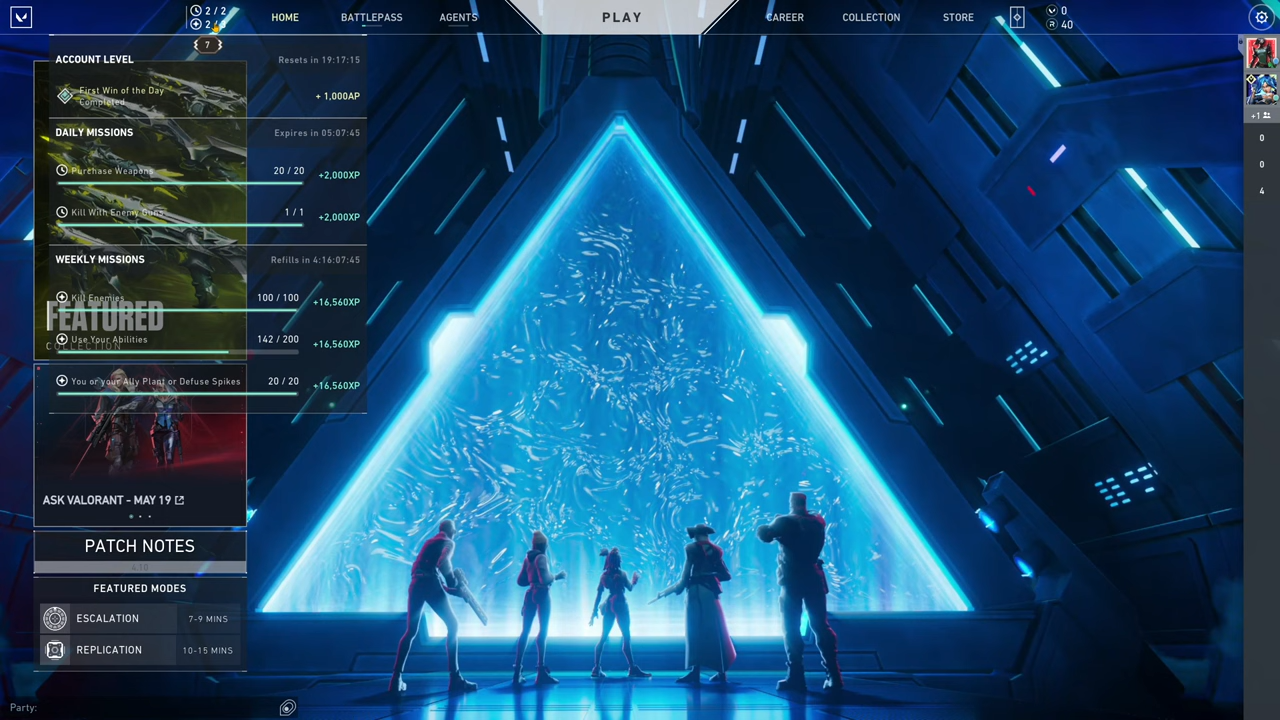 2 / 2
HOME
BATTLEPASS
AGENTS
PLAY
CAREER
COLLECTION
STORE
0
40
7
ACCOUNT LEVEL
Resets in 19:17:15
First Win of the Day
Completed
+ 1,000AP
DAILY MISSIONS
Expires in 05:07:45
Purchase Weapons
20 / 20
+2,000XP
Kill With Enemy Guns
1 / 1
+2,000XP
WEEKLY MISSIONS
Refills in 4:16:07:45
Kill Enemies
100 / 100
+16,560XP
FEATURED
COLLECTION
Use Your Abilities
142 / 200
+16,560XP
You or your Ally Plant or Defuse Spikes
20 / 20
+16,560XP
ASK VALORANT - MAY 19
PATCH NOTES
4.10
FEATURED MODES
ESCALATION
7-9 MINS
REPLICATION
10-15 MINS
Party:
+1
0
0
4